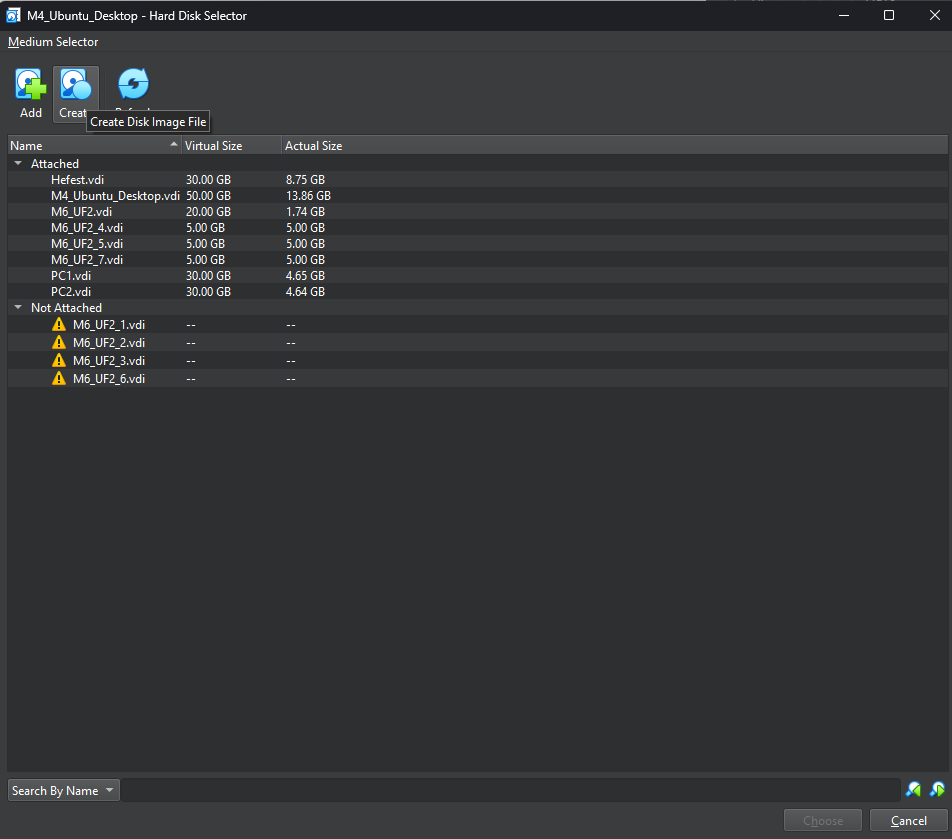 M4_Ubuntu_Desktop - Hard Disk Selector
Medium Selector
Add
Create Disk Image File
Name Virtual Size Actual Size
Attached
Hefest.vdi 30.00 GB 8.75 GB
M4_Ubuntu_Desktop.vdi 50.00 GB 13.86 GB
M6_UF2.vdi 20.00 GB 1.74 GB
M6_UF2_4.vdi 5.00 GB 5.00 GB
M6_UF2_5.vdi 5.00 GB 5.00 GB
M6_UF2_7.vdi 5.00 GB 5.00 GB
PC1.vdi 30.00 GB 4.65 GB
PC2.vdi 30.00 GB 4.64 GB
Not Attached
M6_UF2_1.vdi -- --
M6_UF2_2.vdi -- --
M6_UF2_3.vdi -- --
M6_UF2_6.vdi -- --
Search By Name
Choose Cancel